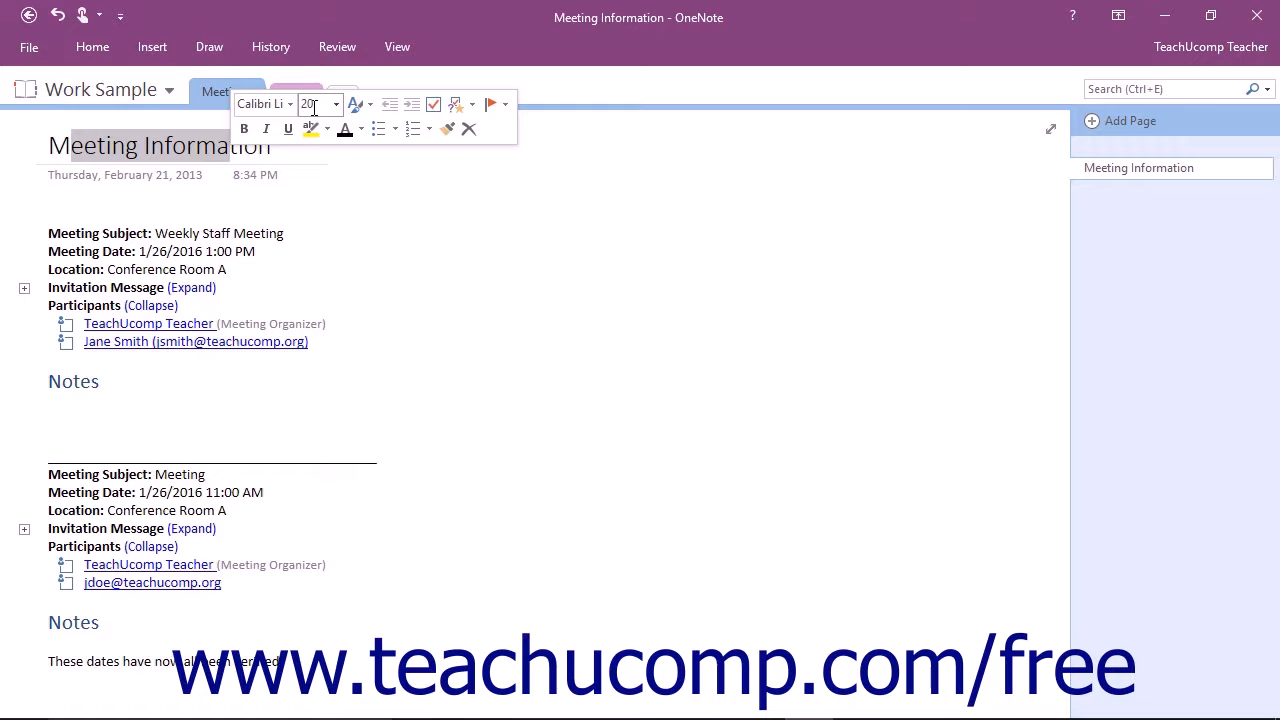 Meeting Information - OneNote
?
File Home Insert Draw History Review View TeachUcomp Teacher
Work Sample
Search (Ctrl+E)
Calibri Li 20
B I U ab A
Add Page
Meeting Information
Meeting Information
Thursday, February 21, 2013 8:34 PM
Meeting Subject: Weekly Staff Meeting
Meeting Date: 1/26/2016 1:00 PM
Location: Conference Room A
Invitation Message (Expand)
Participants (Collapse)
TeachUcomp Teacher (Meeting Organizer)
Jane Smith (jsmith@teachucomp.org)
Notes
Meeting Subject: Meeting
Meeting Date: 1/26/2016 11:00 AM
Location: Conference Room A
Invitation Message (Expand)
Participants (Collapse)
TeachUcomp Teacher (Meeting Organizer)
jdoe@teachucomp.org
Notes
These dates have now all been verified
www.teachucomp.com/free